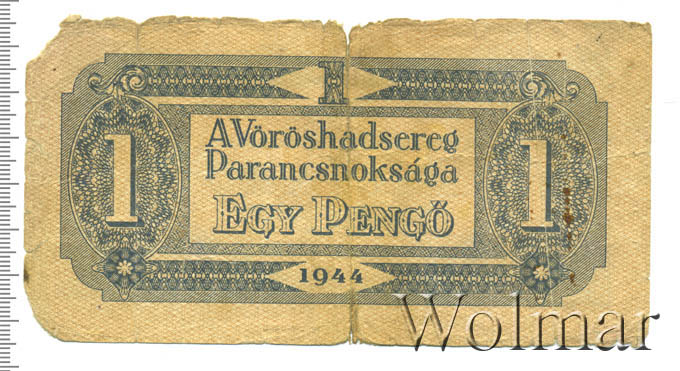 1
A Vöröshadsereg
Parancsnoksága
EGY PENGŐ
1
1944
Wolmar